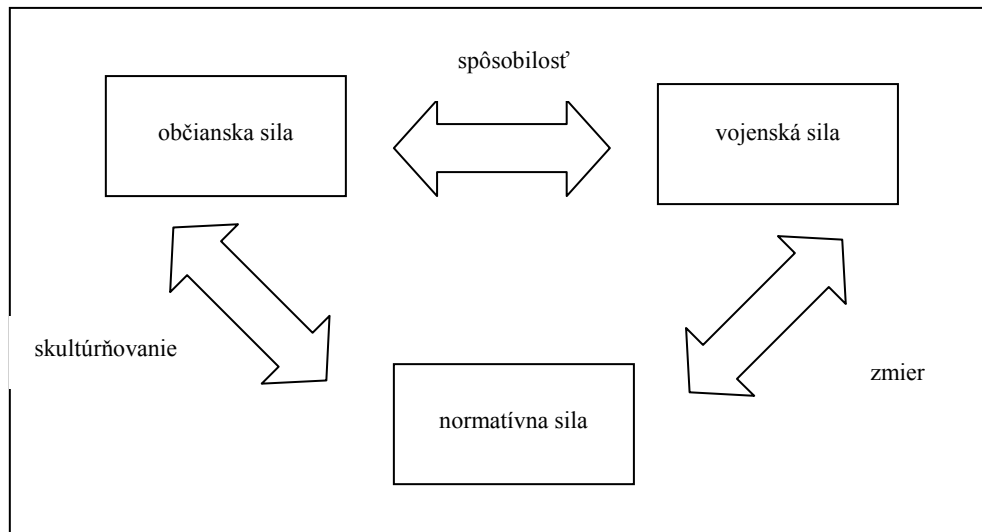 spôsobilosť
občianska sila
vojenská sila
skultúrňovanie
zmier
normatívna sila